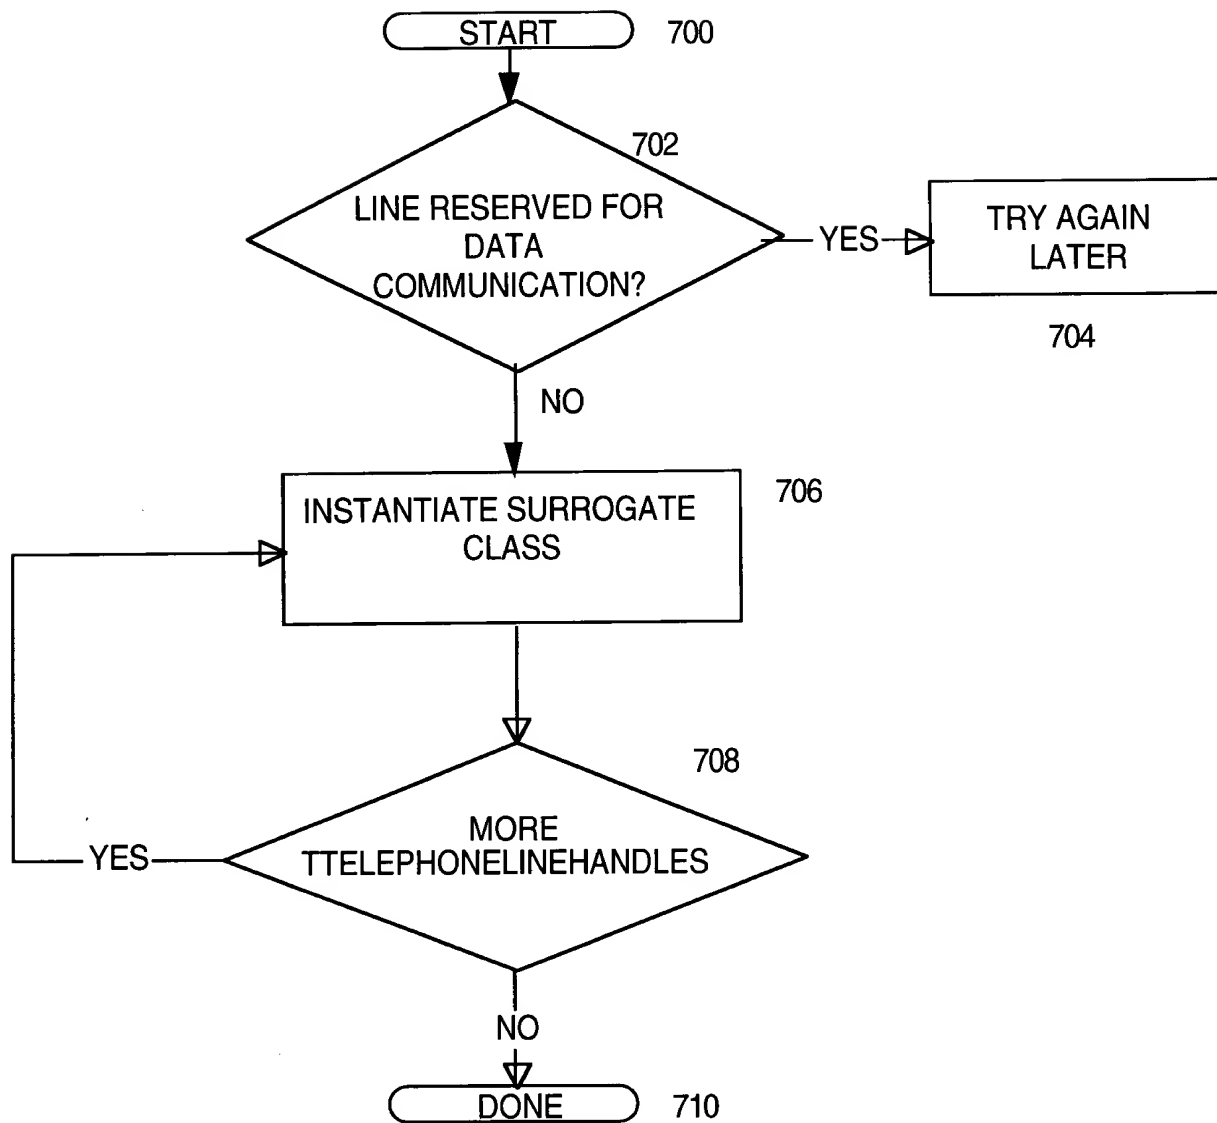 START 700
702
LINE RESERVED FOR
DATA
COMMUNICATION?
YES
TRY AGAIN
LATER
704
NO
INSTANTIATE SURROGATE
CLASS
706
708
MORE
TTELEPHONELINEHANDLES
YES
NO
DONE 710